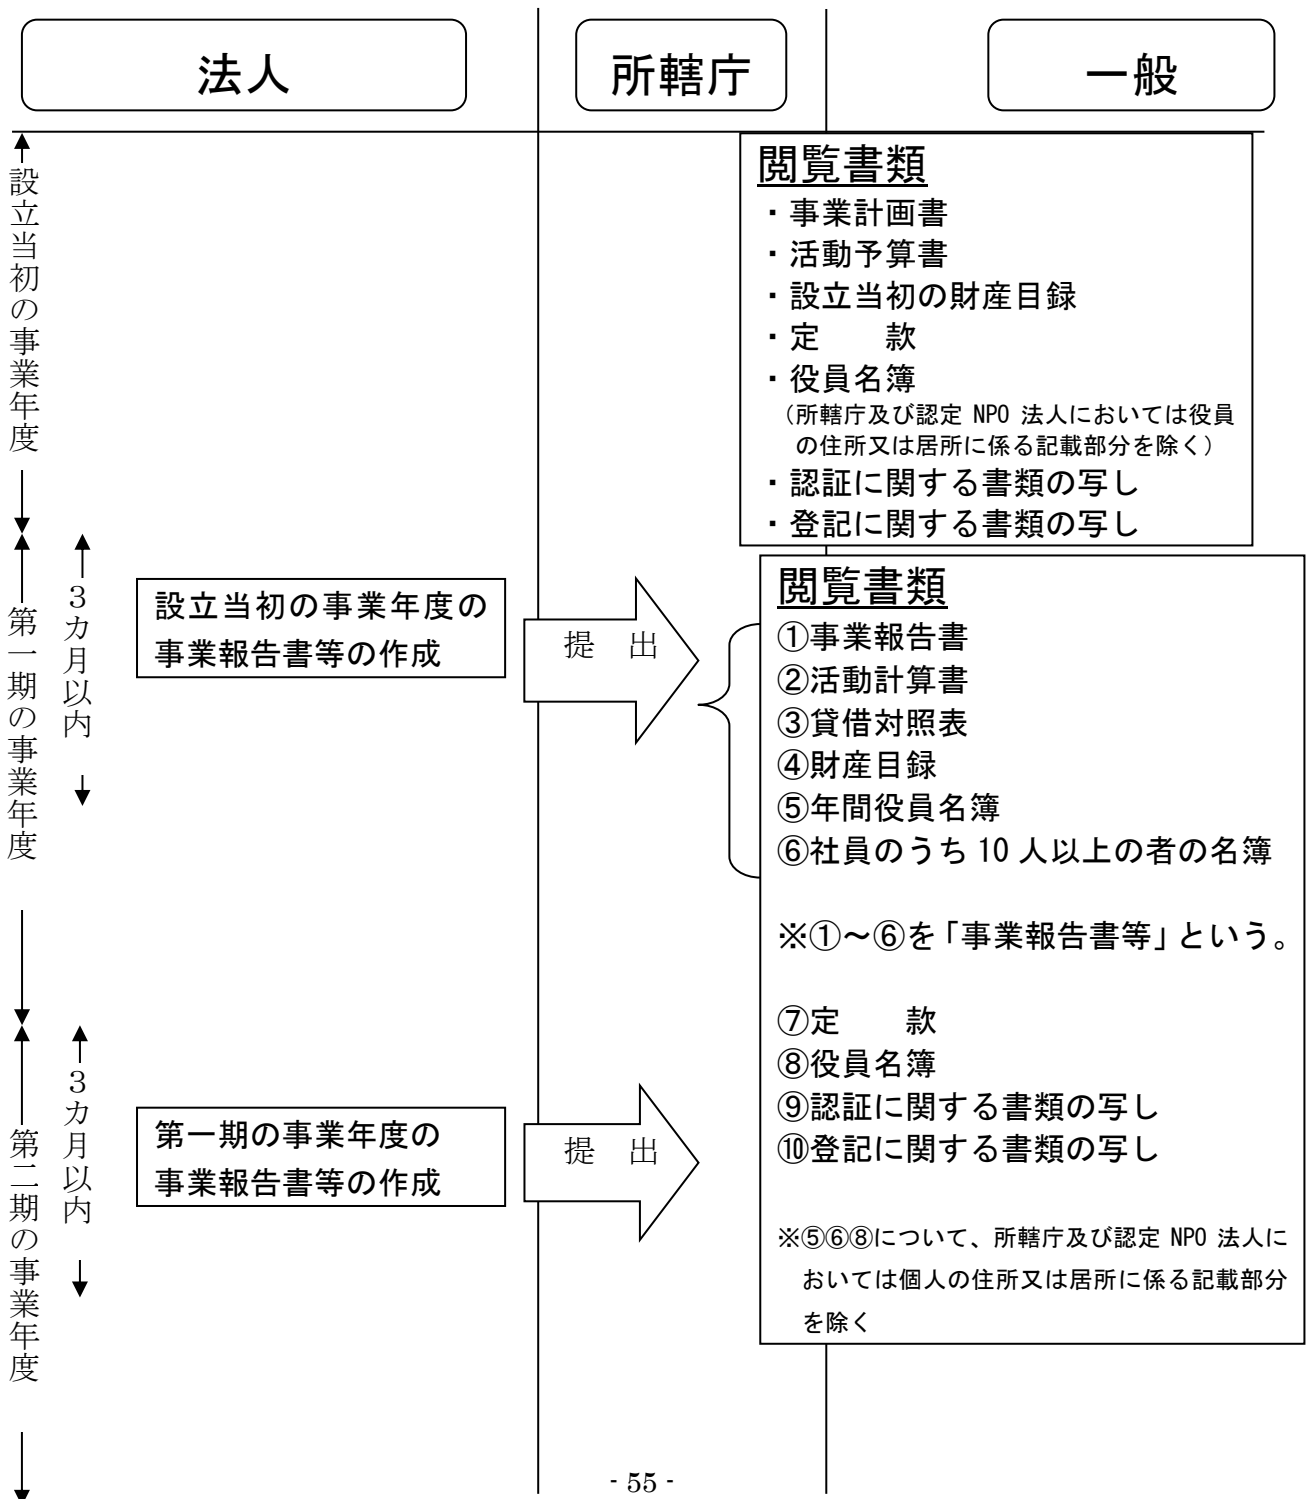 法人
所轄庁
一般
設立当初の事業年度
閲覧書類
・事業計画書
・活動予算書
・設立当初の財産目録
・定　　款
・役員名簿
（所轄庁及び認定 NPO 法人においては役員
の住所又は居所に係る記載部分を除く）
・認証に関する書類の写し
・登記に関する書類の写し
第一期の事業年度
３カ月以内
設立当初の事業年度の
事業報告書等の作成
提　出
閲覧書類
①事業報告書
②活動計算書
③貸借対照表
④財産目録
⑤年間役員名簿
⑥社員のうち 10 人以上の者の名簿
※①～⑥を「事業報告書等」という。
⑦定　　款
⑧役員名簿
⑨認証に関する書類の写し
⑩登記に関する書類の写し
※⑤⑥⑧について、所轄庁及び認定 NPO 法人に
おいては個人の住所又は居所に係る記載部分
を除く
第二期の事業年度
３カ月以内
第一期の事業年度の
事業報告書等の作成
提　出
- 55 -